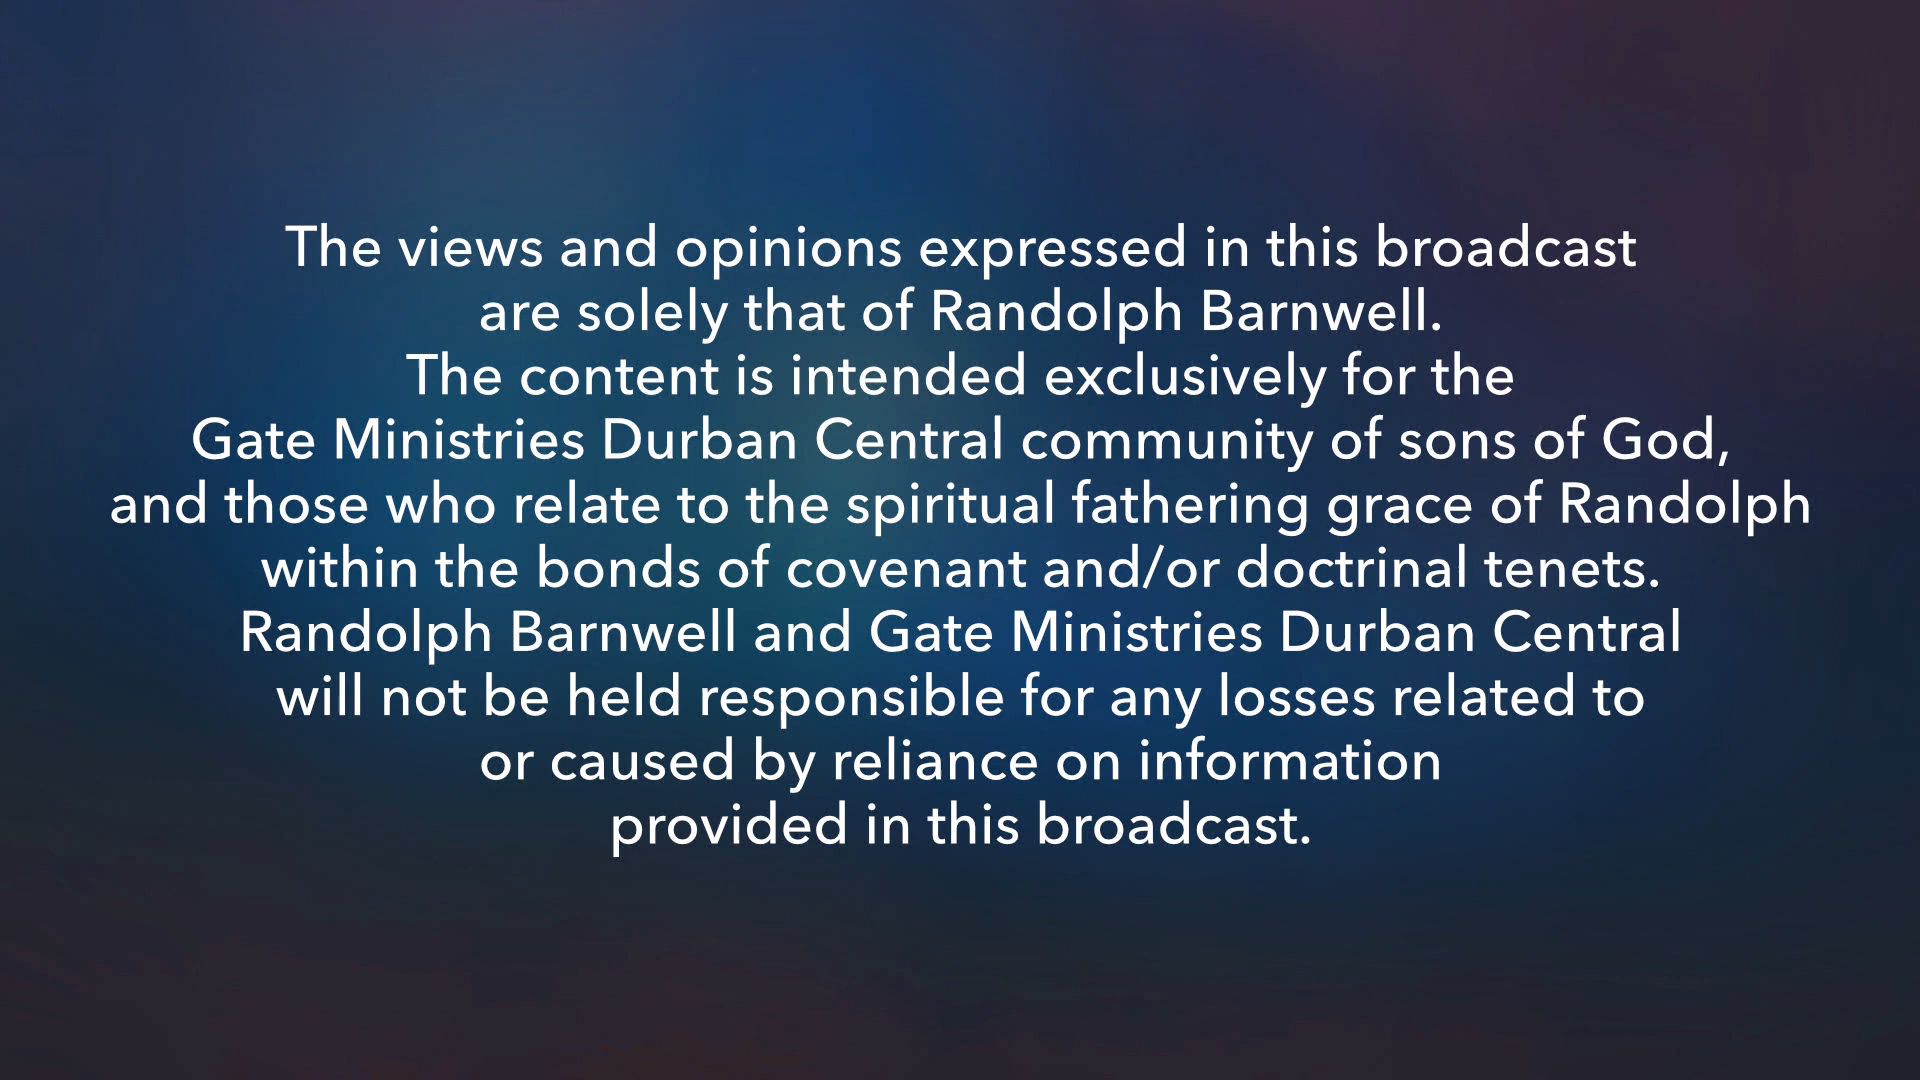 The views and opinions expressed in this broadcast
are solely that of Randolph Barnwell.
The content is intended exclusively for the
Gate Ministries Durban Central community of sons of God,
and those who relate to the spiritual fathering grace of Randolph
within the bonds of covenant and/or doctrinal tenets.
Randolph Barnwell and Gate Ministries Durban Central
will not be held responsible for any losses related to
or caused by reliance on information
provided in this broadcast.